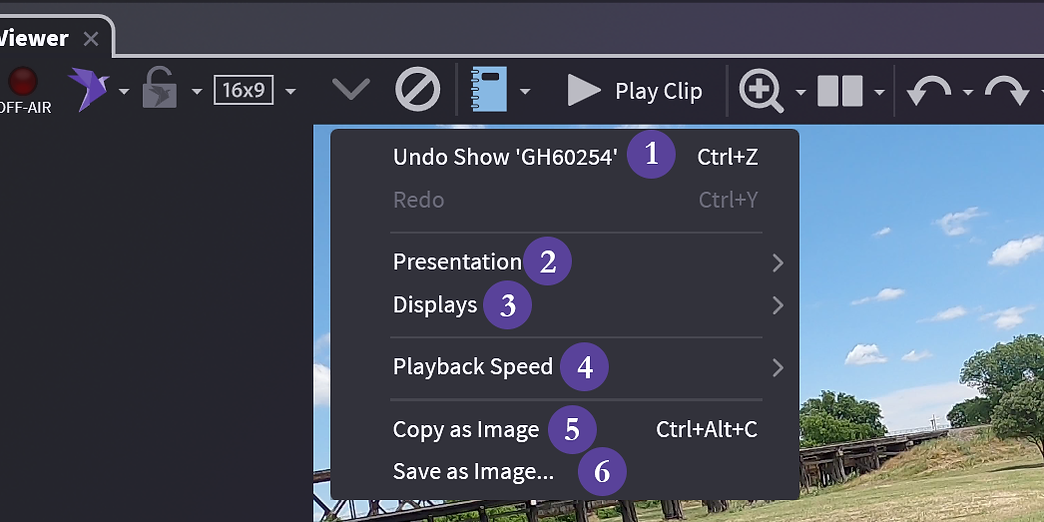 Viewer
OFF-AIR
16x9
Play Clip
Undo Show 'GH60254' 1 Ctrl+Z
Redo Ctrl+Y
Presentation 2
Displays 3
Playback Speed 4
Copy as Image 5 Ctrl+Alt+C
Save as Image... 6